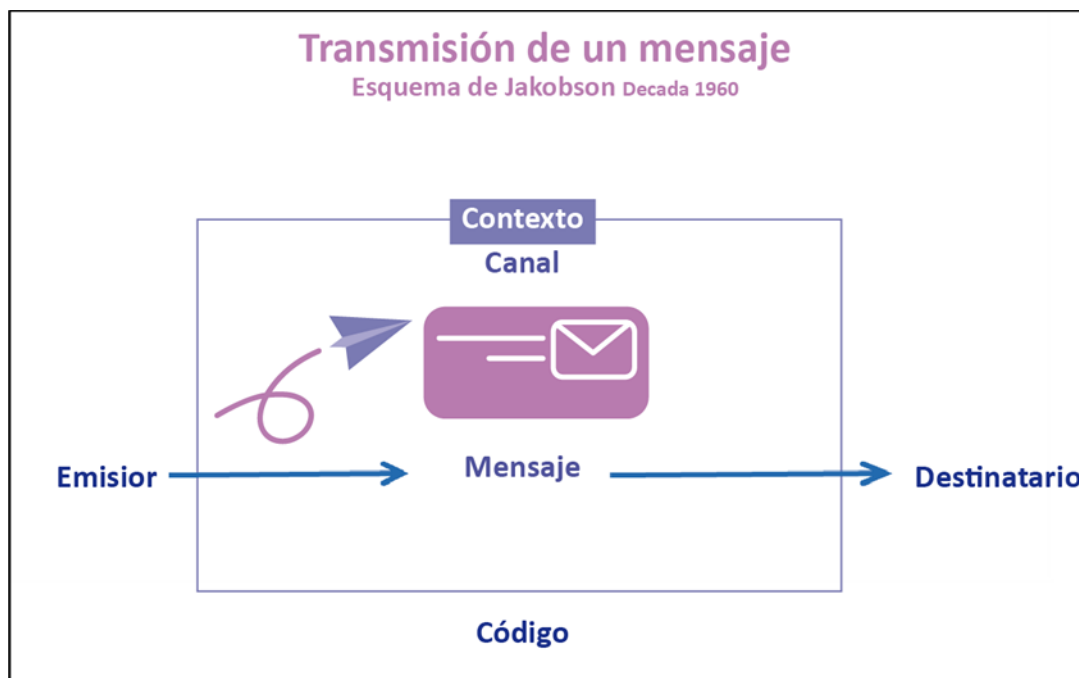 Transmisión de un mensaje
Esquema de Jakobson Decada 1960
Contexto
Canal
Emisior
Mensaje
Destinatario
Código